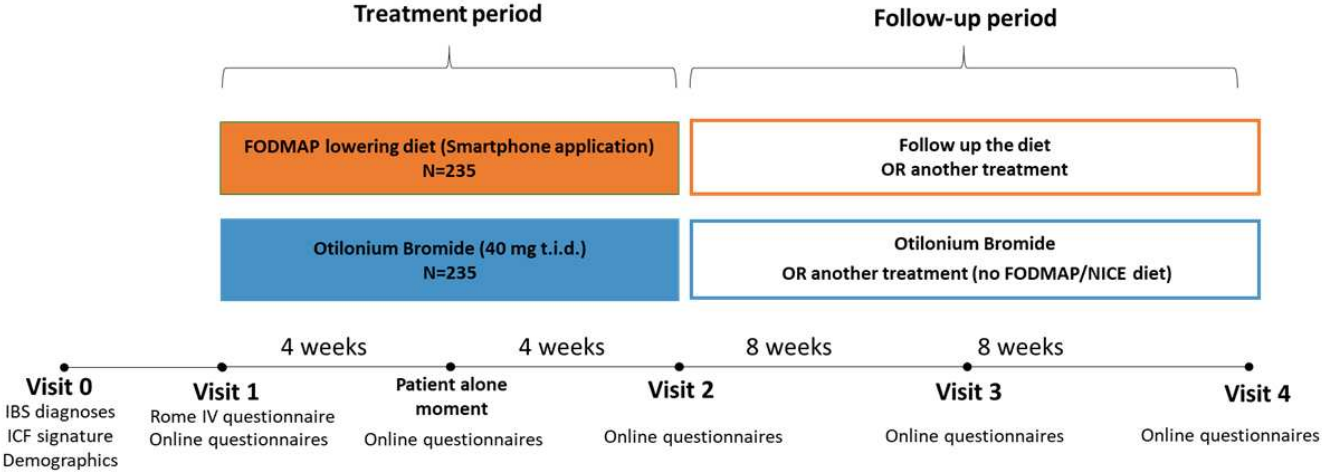 Treatment period
Follow-up period
FODMAP lowering diet (Smartphone application)
N=235
Follow up the diet
OR another treatment
Otilonium Bromide (40 mg t.i.d.)
N=235
Otilonium Bromide
OR another treatment (no FODMAP/NICE diet)
4 weeks
4 weeks
8 weeks
8 weeks
Visit 0
IBS diagnoses
ICF signature
Demographics
Visit 1
Rome IV questionnaire
Online questionnaires
Patient alone
moment
Online questionnaires
Visit 2
Online questionnaires
Visit 3
Online questionnaires
Visit 4
Online questionnaires